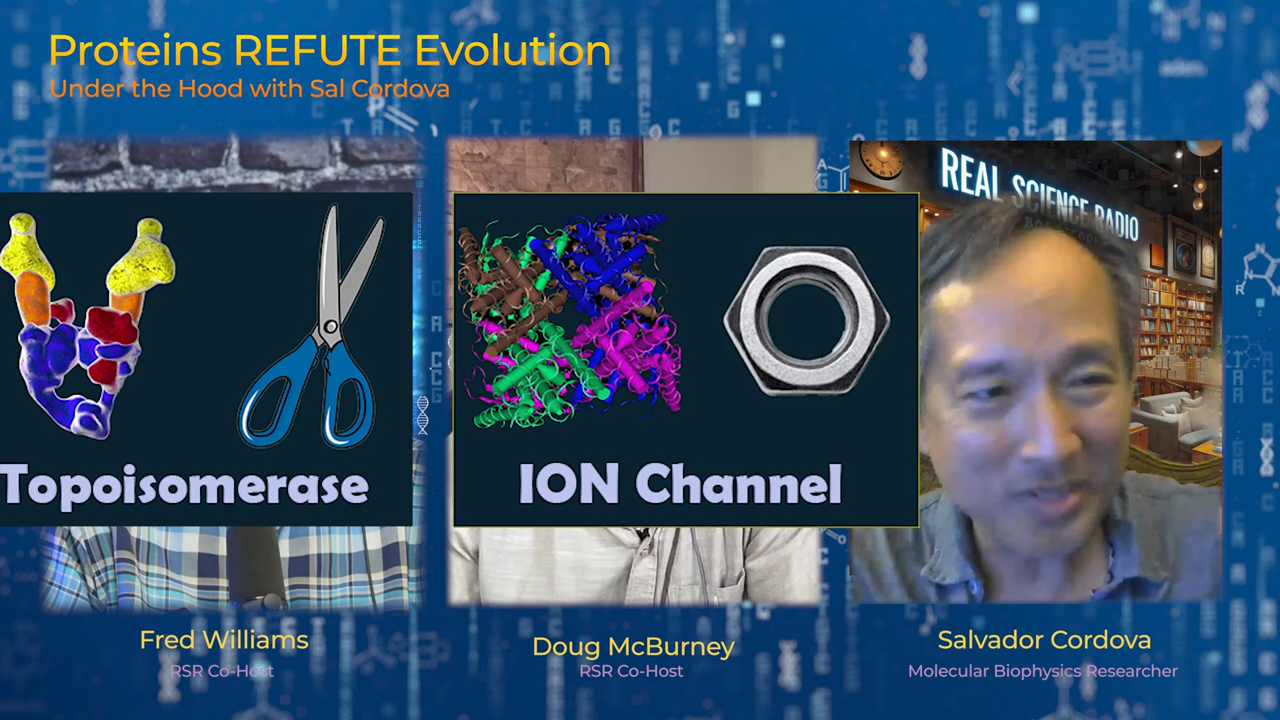 Proteins REFUTE Evolution
Under the Hood with Sal Cordova
REAL SCIENCE RADIO
Topoisomerase
ION Channel
Fred Williams
RSR Co-Host
Doug McBurney
RSR Co-Host
Salvador Cordova
Molecular Biophysics Researcher